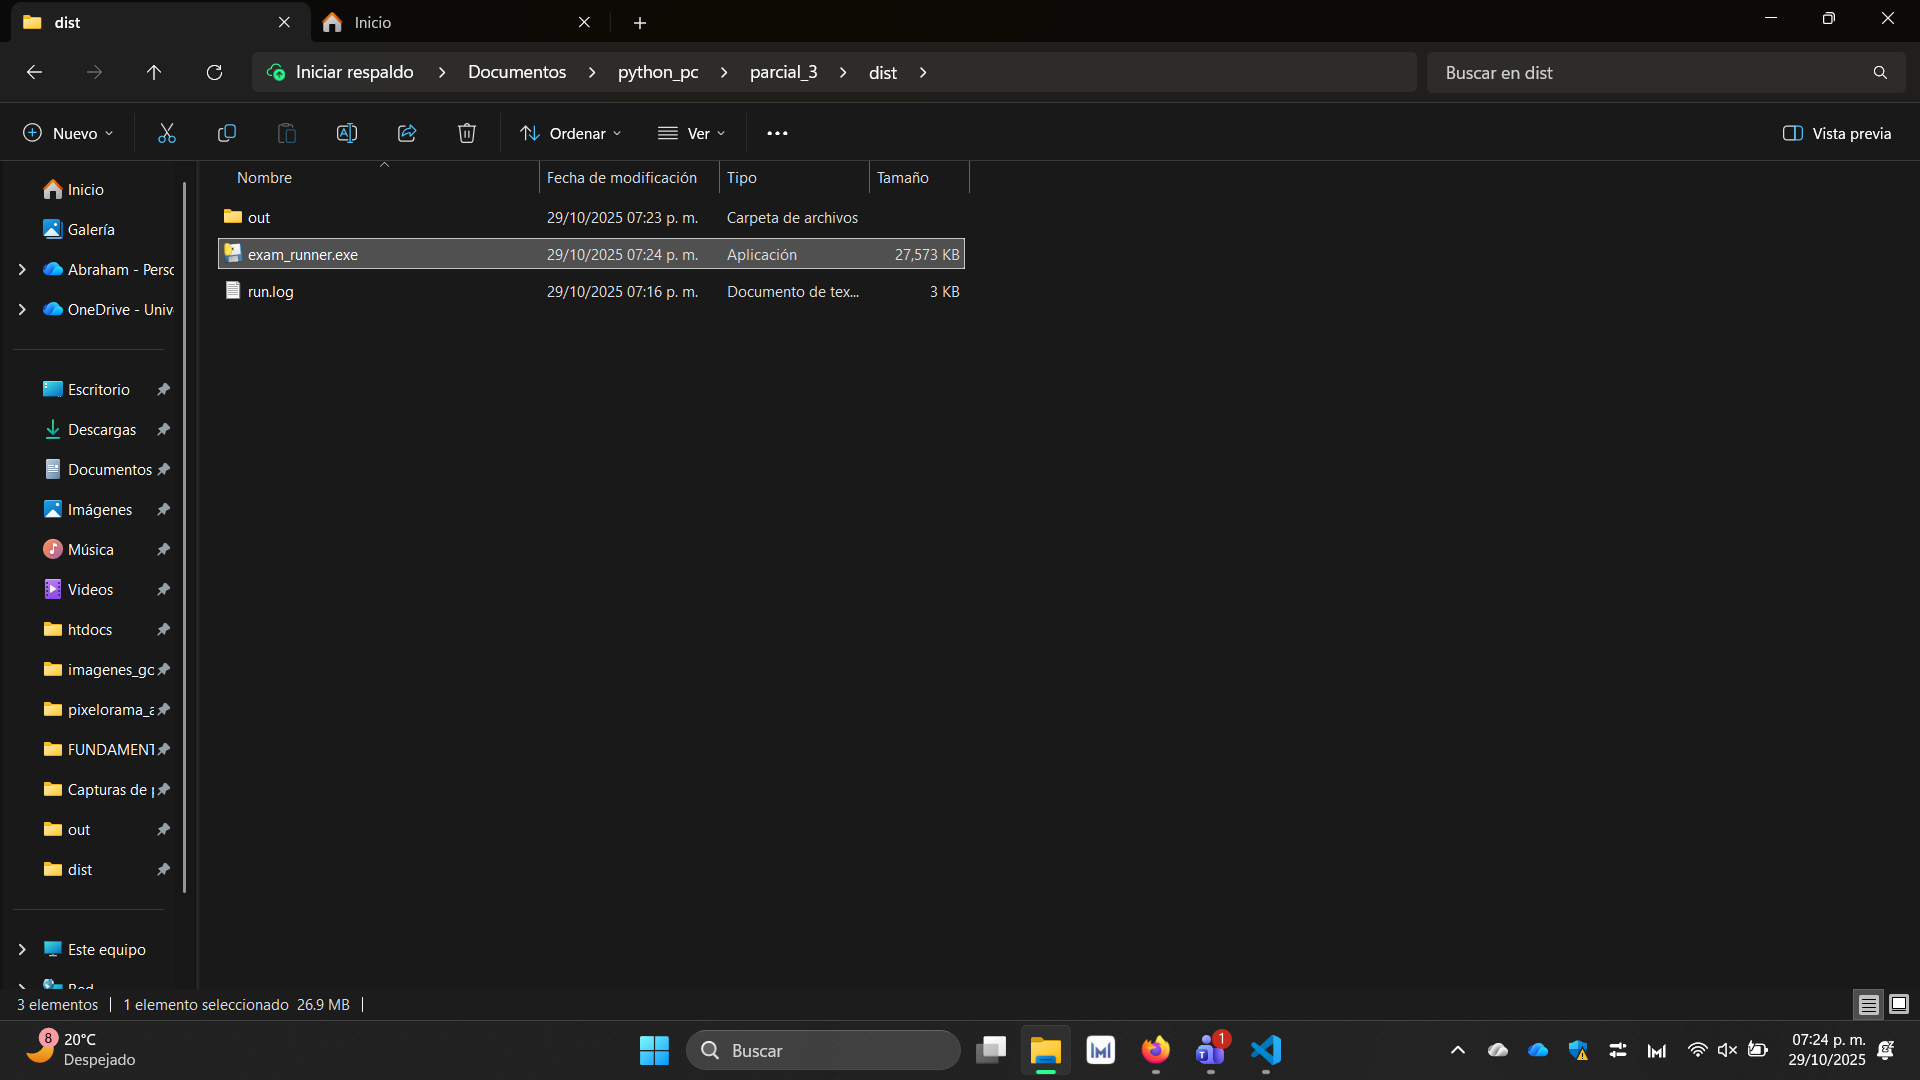 dist
Inicio
Iniciar respaldo > Documentos > python_pc > parcial_3 > dist >
Buscar en dist
Nuevo
Ordenar
Ver
Vista previa
Nombre
Fecha de modificación
Tipo
Tamaño
out 29/10/2025 07:23 p. m. Carpeta de archivos
exam_runner.exe 29/10/2025 07:24 p. m. Aplicación 27,573 KB
run.log 29/10/2025 07:16 p. m. Documento de tex... 3 KB
Inicio
Galería
Abraham - Perso
OneDrive - Unive
Escritorio
Descargas
Documentos
Imágenes
Música
Videos
htdocs
imagenes_go
pixelorama_a
FUNDAMENT
Capturas de p
out
dist
Este equipo
Red
3 elementos
1 elemento seleccionado 26.9 MB
8
20°C
Despejado
Buscar
1
07:24 p. m.
29/10/2025